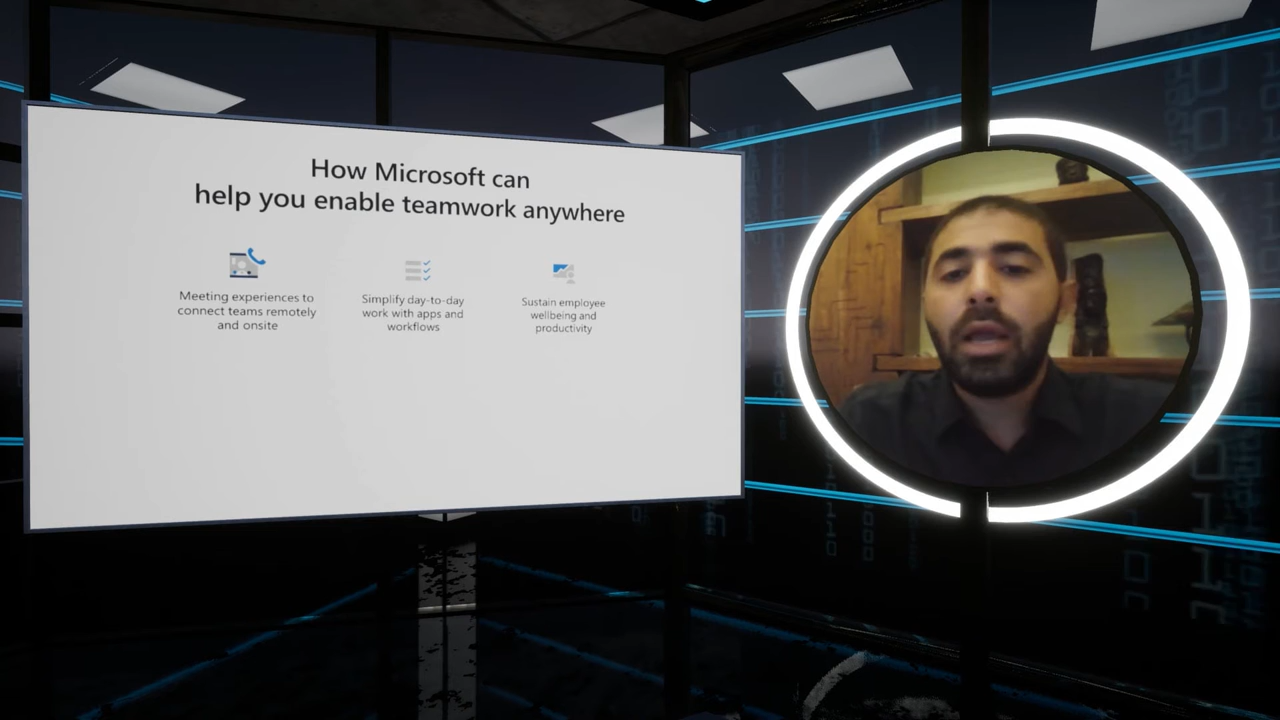 How Microsoft can
help you enable teamwork anywhere
Meeting experiences to
connect teams remotely
and onsite
Simplify day-to-day
work with apps and
workflows
Sustain employee
wellbeing and
productivity